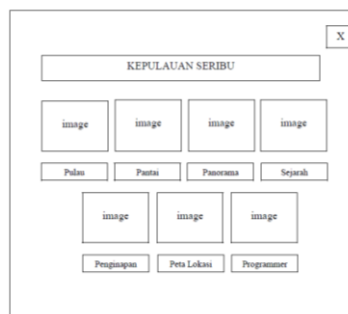 X
KEPULAUAN SERIBU
image image image image
Pulau Pantai Panorama Sejarah
image image image
Penginapan Peta Lokasi Programmer